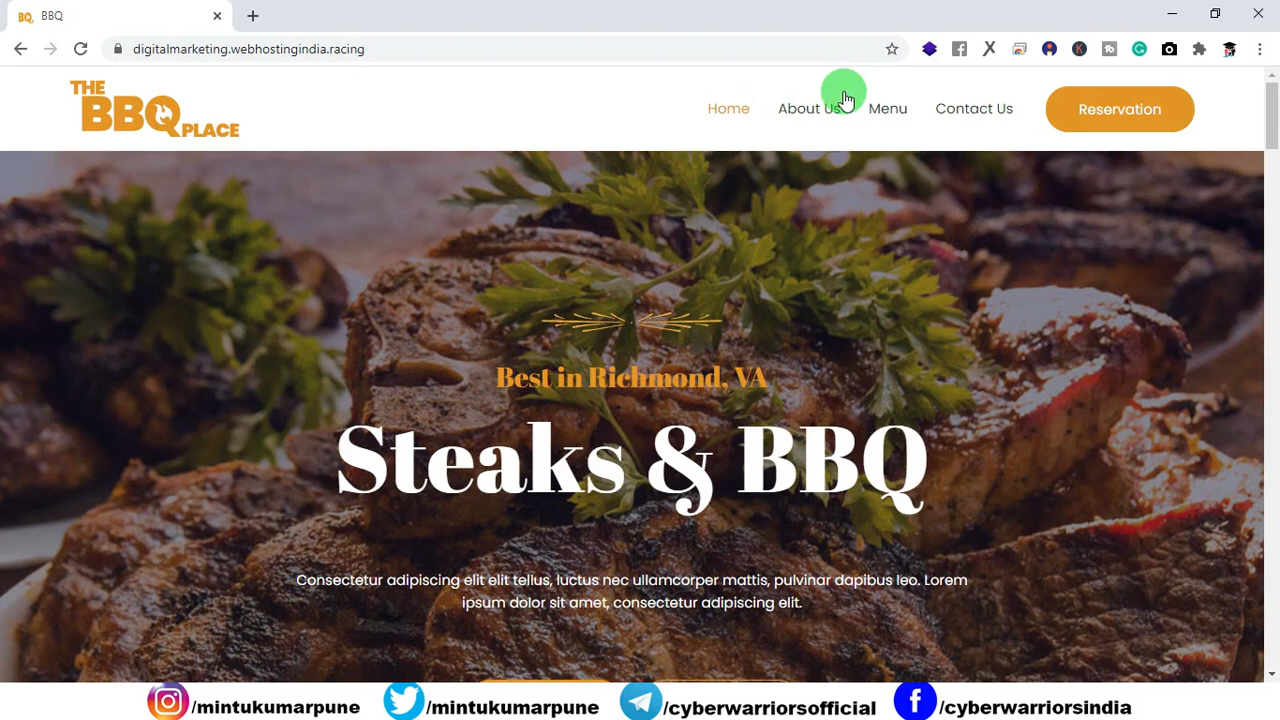 BQ. BBQ
digitalmarketing.webhostingindia.racing
THE
BBQ
PLACE
Home About Us Menu Contact Us Reservation
Best in Richmond, VA
Steaks & BBQ
Consectetur adipiscing elit elit tellus, luctus nec ullamcorper mattis, pulvinar dapibus leo. Lorem
ipsum dolor sit amet, consectetur adipiscing elit.
/mintukumarpune /mintukumarpune /cyberwarriorsofficial /cyberwarriorsindia